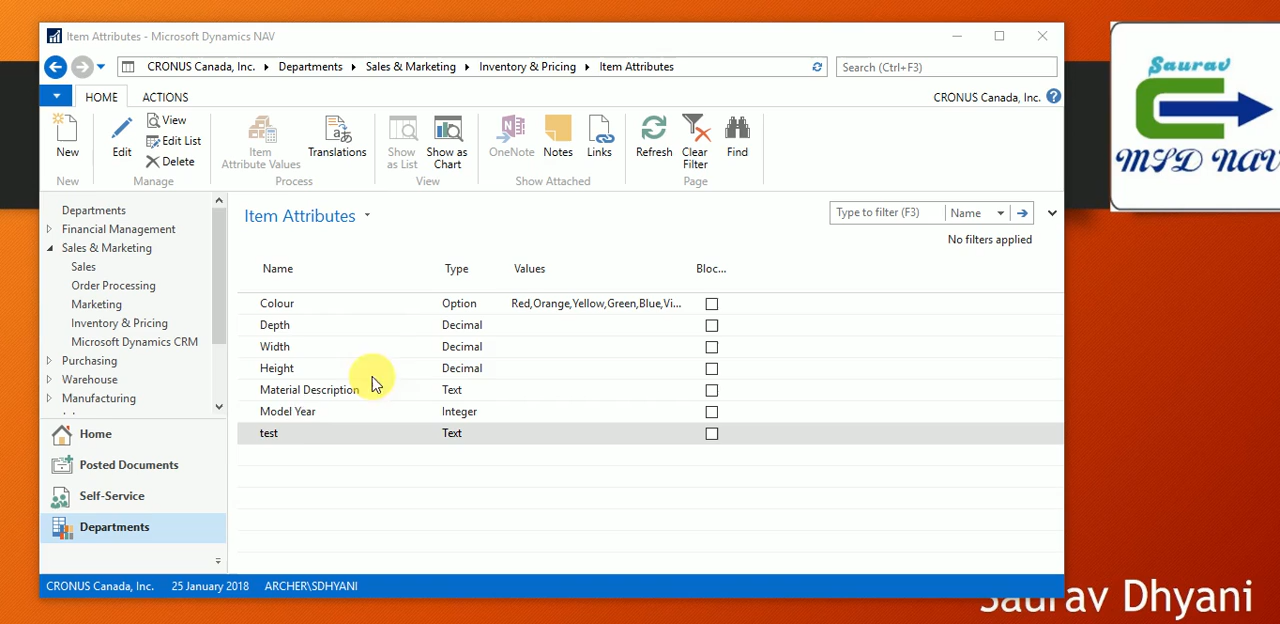 Item Attributes - Microsoft Dynamics NAV
CRONUS Canada, Inc. Departments Sales & Marketing Inventory & Pricing Item Attributes Search (Ctrl+F3)
HOME ACTIONS CRONUS Canada, Inc.
New Edit View Edit List Delete Item Attribute Values Translations Show as List Show as Chart OneNote Notes Links Refresh Clear Filter Find
New Manage Process View Show Attached Page
Departments
Financial Management
Sales & Marketing
Sales
Order Processing
Marketing
Inventory & Pricing
Microsoft Dynamics CRM
Purchasing
Warehouse
Manufacturing
Home
Posted Documents
Self-Service
Departments
Item Attributes Type to filter (F3) Name
No filters applied
Name Type Values Bloc...
Colour Option Red,Orange,Yellow,Green,Blue,Vi...
Depth Decimal
Width Decimal
Height Decimal
Material Description Text
Model Year Integer
test Text
CRONUS Canada, Inc. 25 January 2018 ARCHER\SDHYANI
Saurav
MSD NAV
Saurav Dhyani